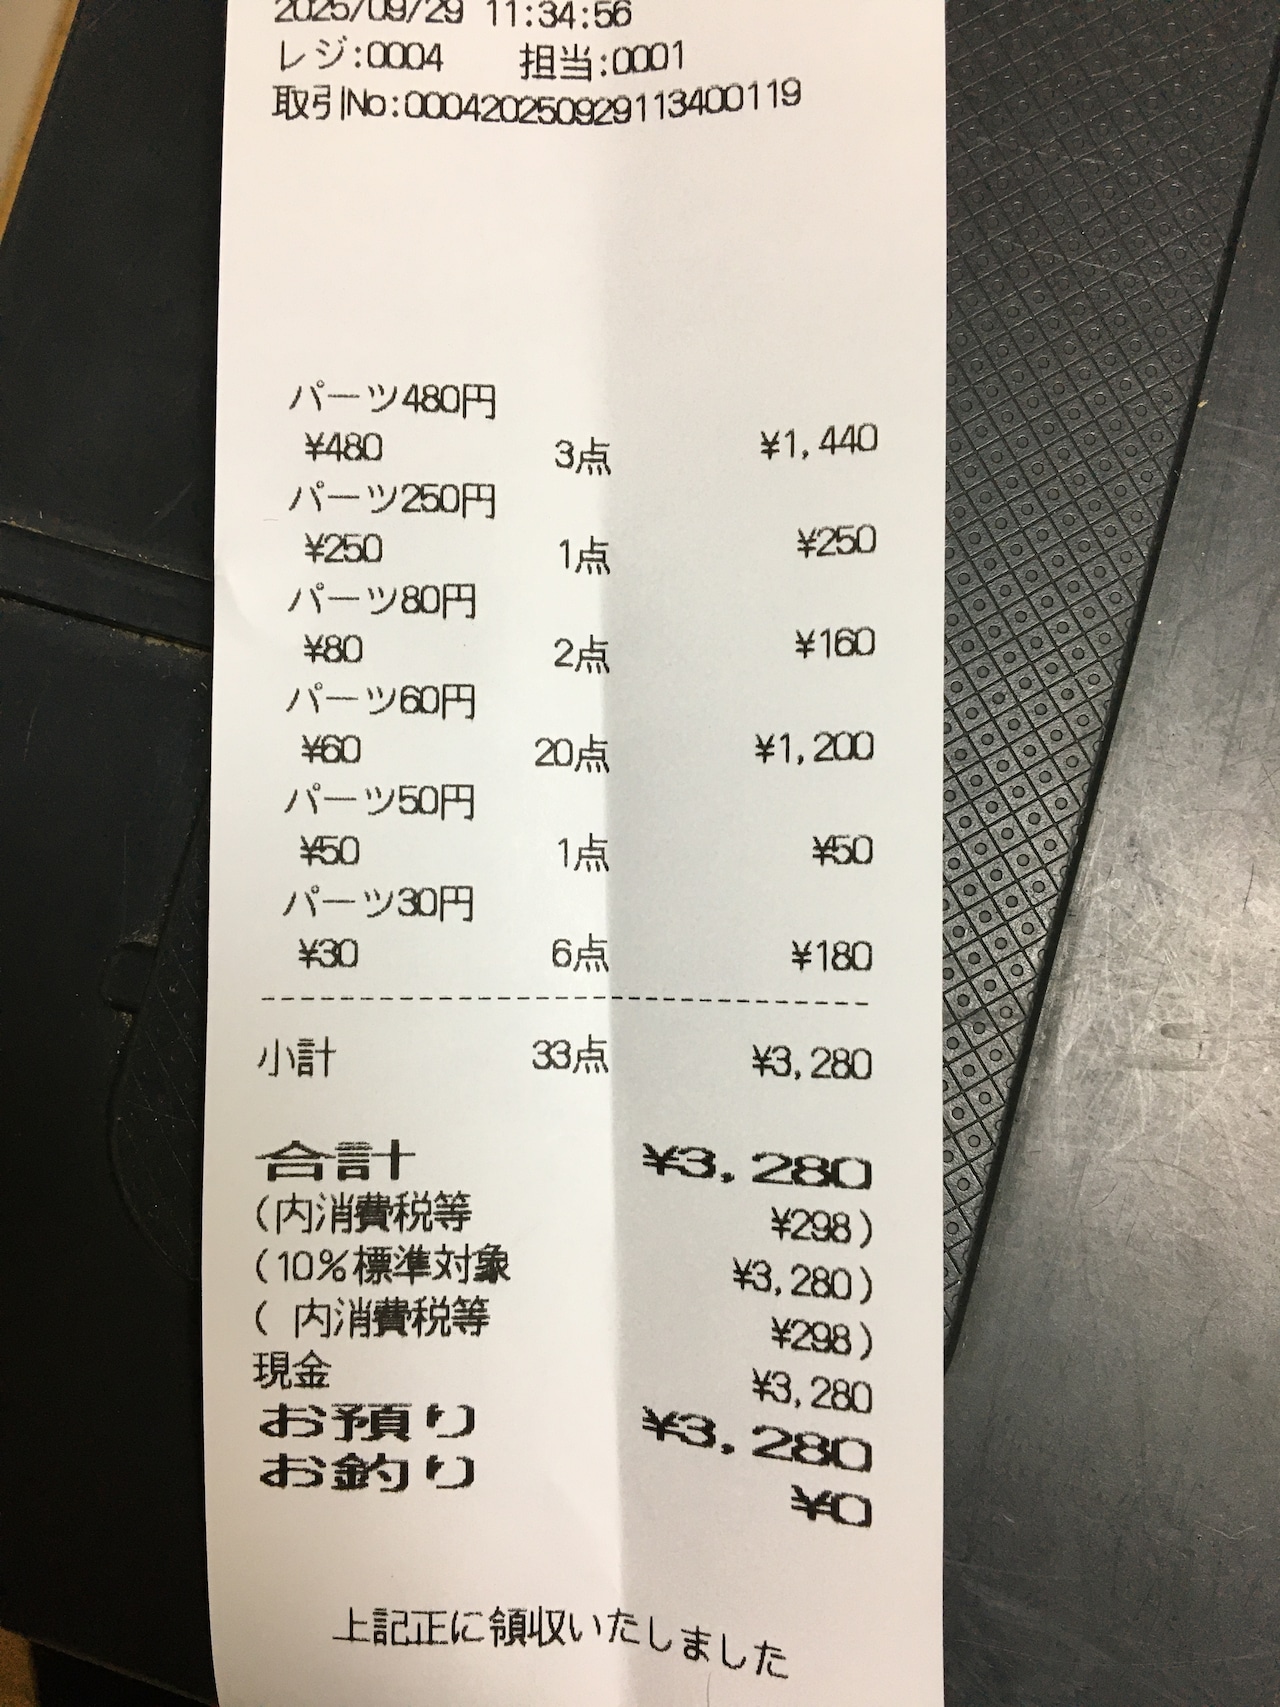 2025/09/29 11:34:56
レジ:0004 担当:0001
取引No:000420250929113400119
パーツ480円
¥480 3点 ¥1,440
パーツ250円
¥250 1点 ¥250
パーツ80円
¥80 2点 ¥160
パーツ60円
¥60 20点 ¥1,200
パーツ50円
¥50 1点 ¥50
パーツ30円
¥30 6点 ¥180
小計 33点 ¥3,280
合計 ¥3,280
(内消費税等 ¥298)
(10%標準対象 ¥3,280)
( 内消費税等 ¥298)
現金 ¥3,280
お預り ¥3,280
お釣り ¥0
上記正に領収いたしました